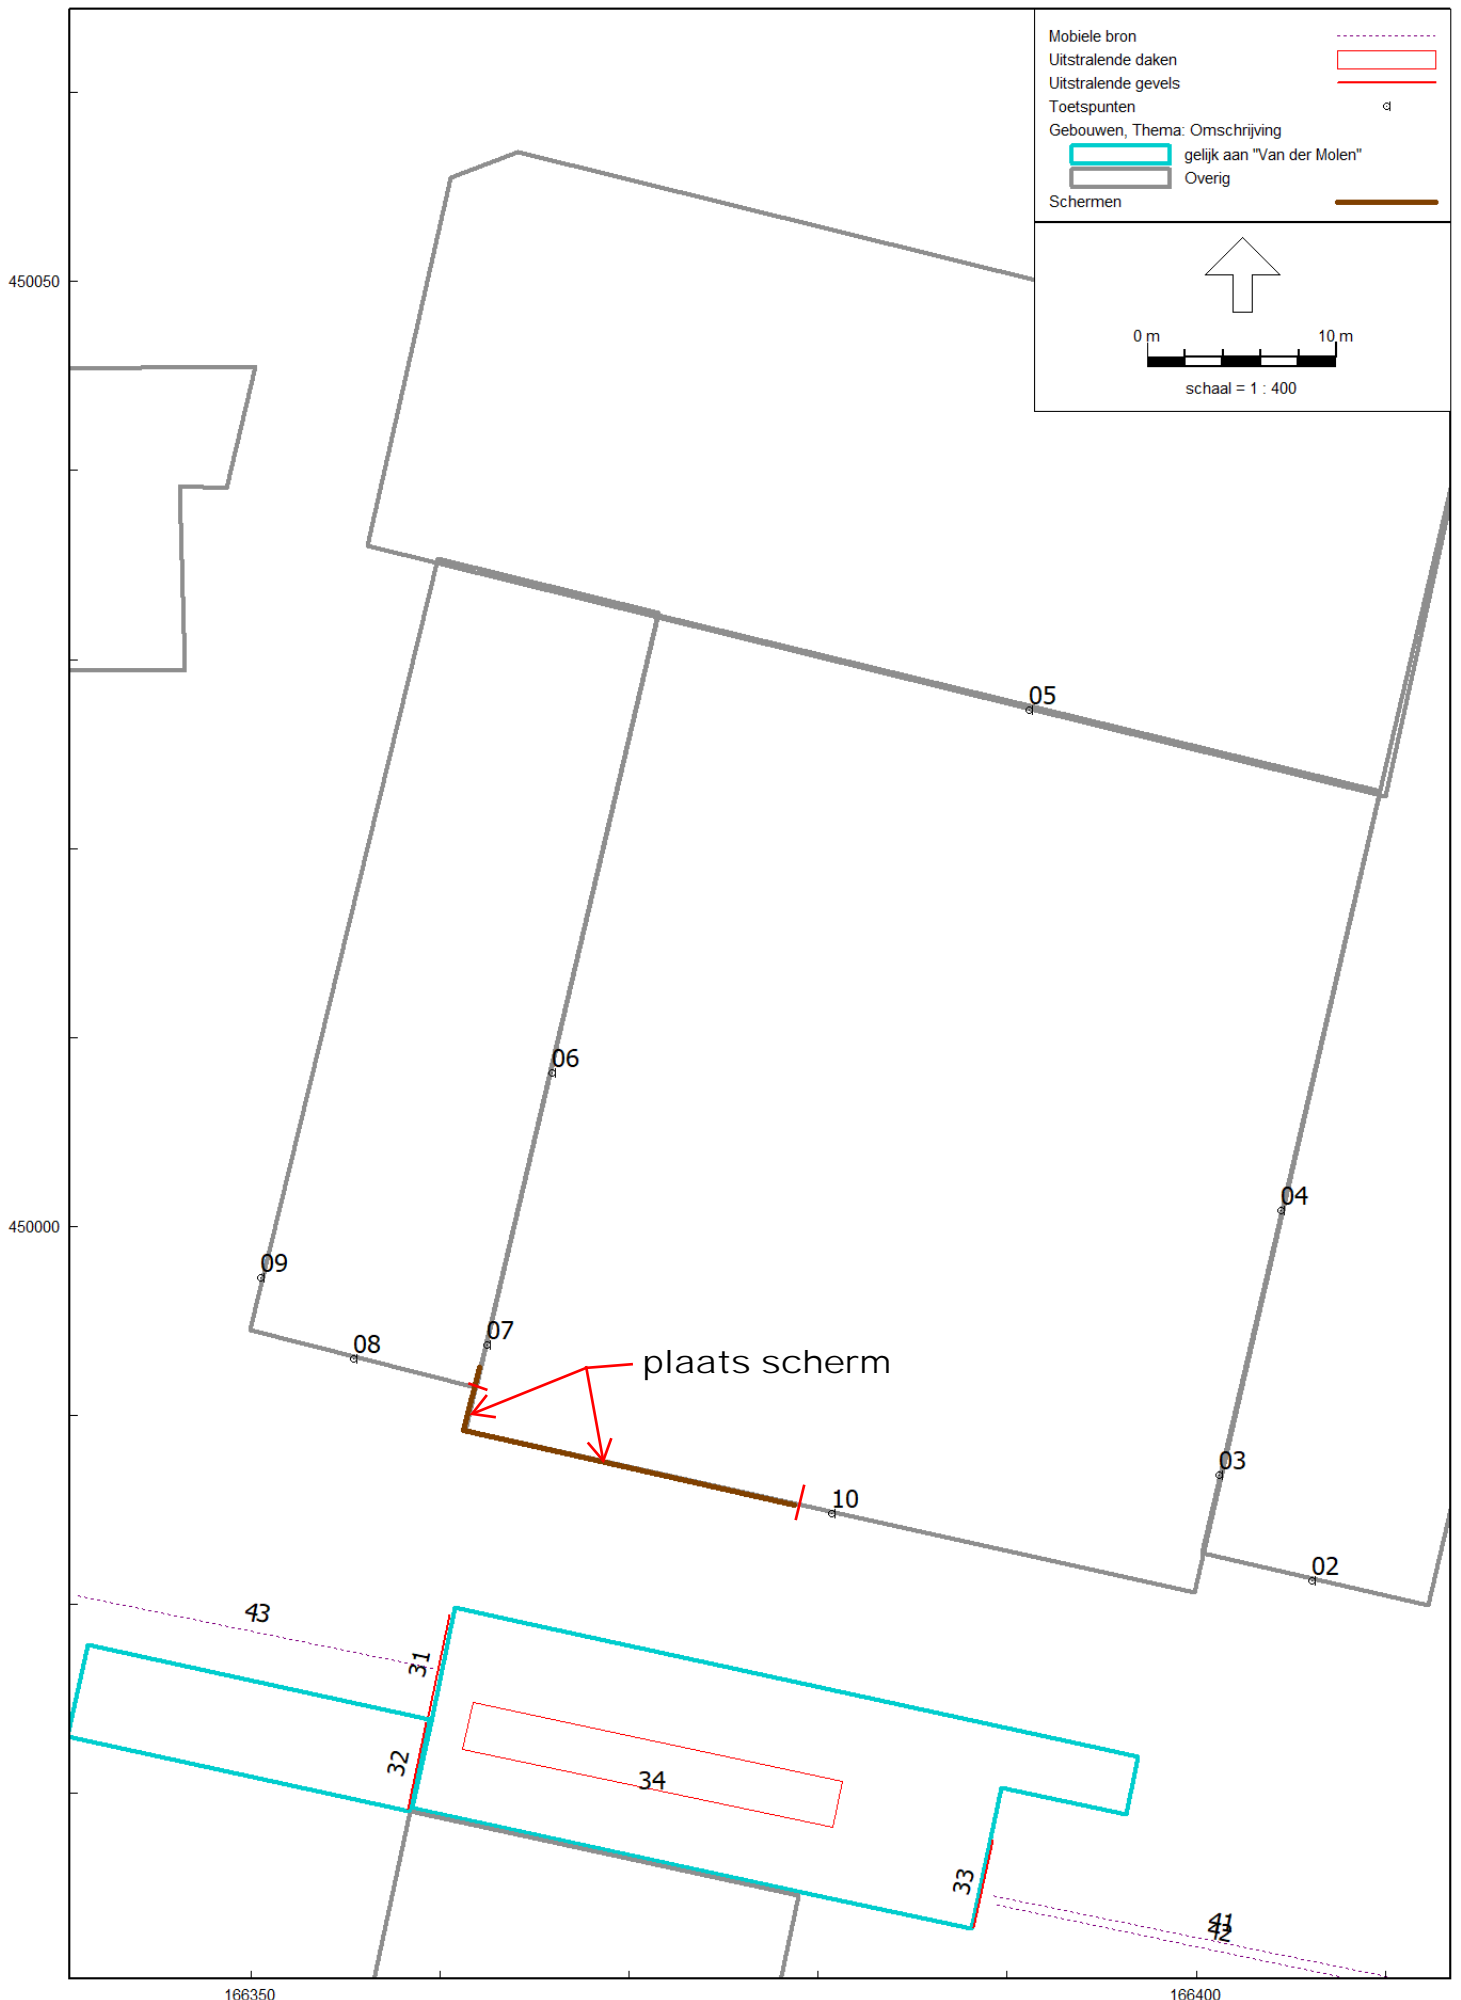 Mobiele bron
Uitstralende daken
Uitstralende gevels
Toetspunten
Gebouwen, Thema: Omschrijving
gelijk aan "Van der Molen"
Overig
Schermen
0 m 10 m
schaal = 1 : 400
450050
05
06
04
450000
09
07
08
plaats scherm
03
10
02
43
31
32
34
33
41
42
166350 166400